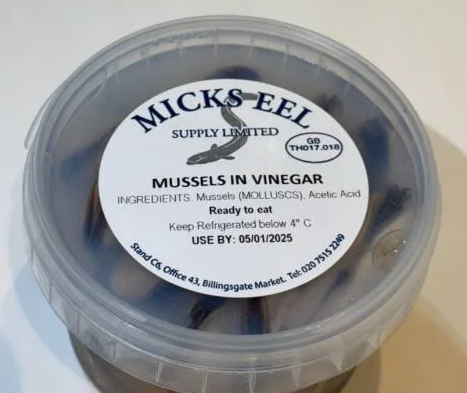 MICKS EEL
SUPPLY LIMITED
GB
TH017.018
MUSSELS IN VINEGAR
INGREDIENTS: Mussels (MOLLUSCS), Acetic Acid
Ready to eat
Keep Refrigerated below 4° C
USE BY: 05/01/2025
Stand C6, Office 43, Billingsgate Market. Tel: 020 7515 2249